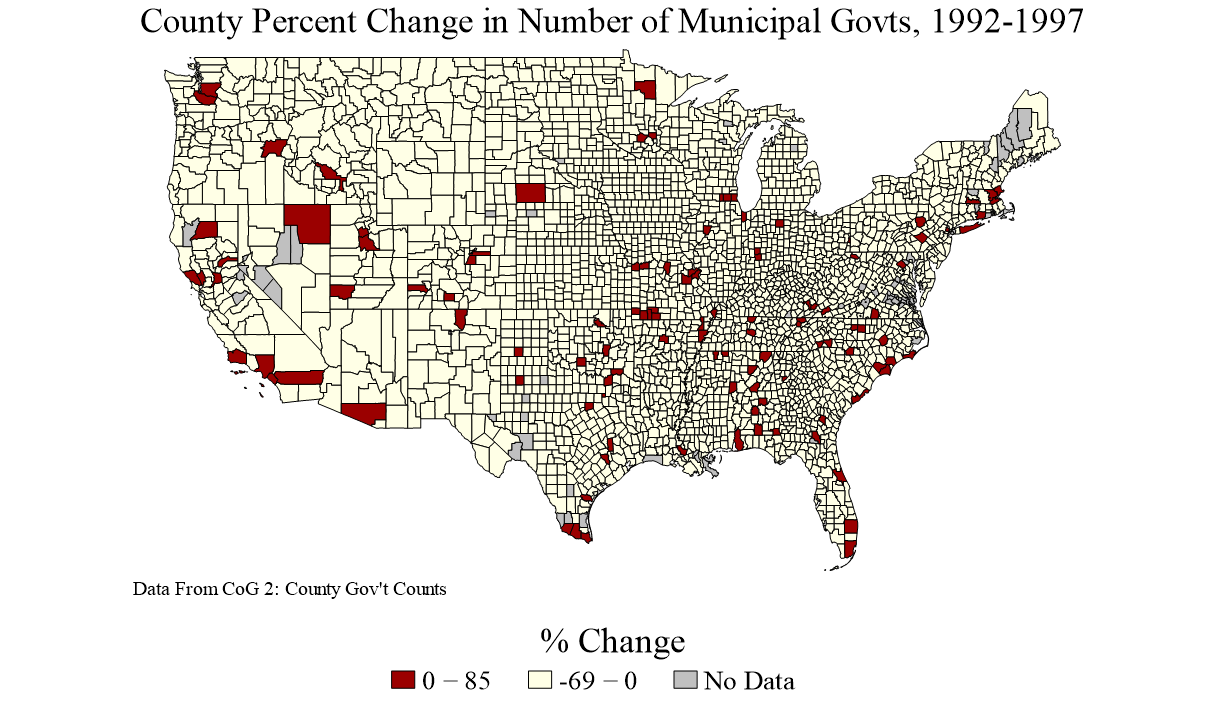 County Percent Change in Number of Municipal Govts, 1992-1997
Data From CoG 2: County Gov't Counts
% Change
0 − 85
-69 − 0
No Data